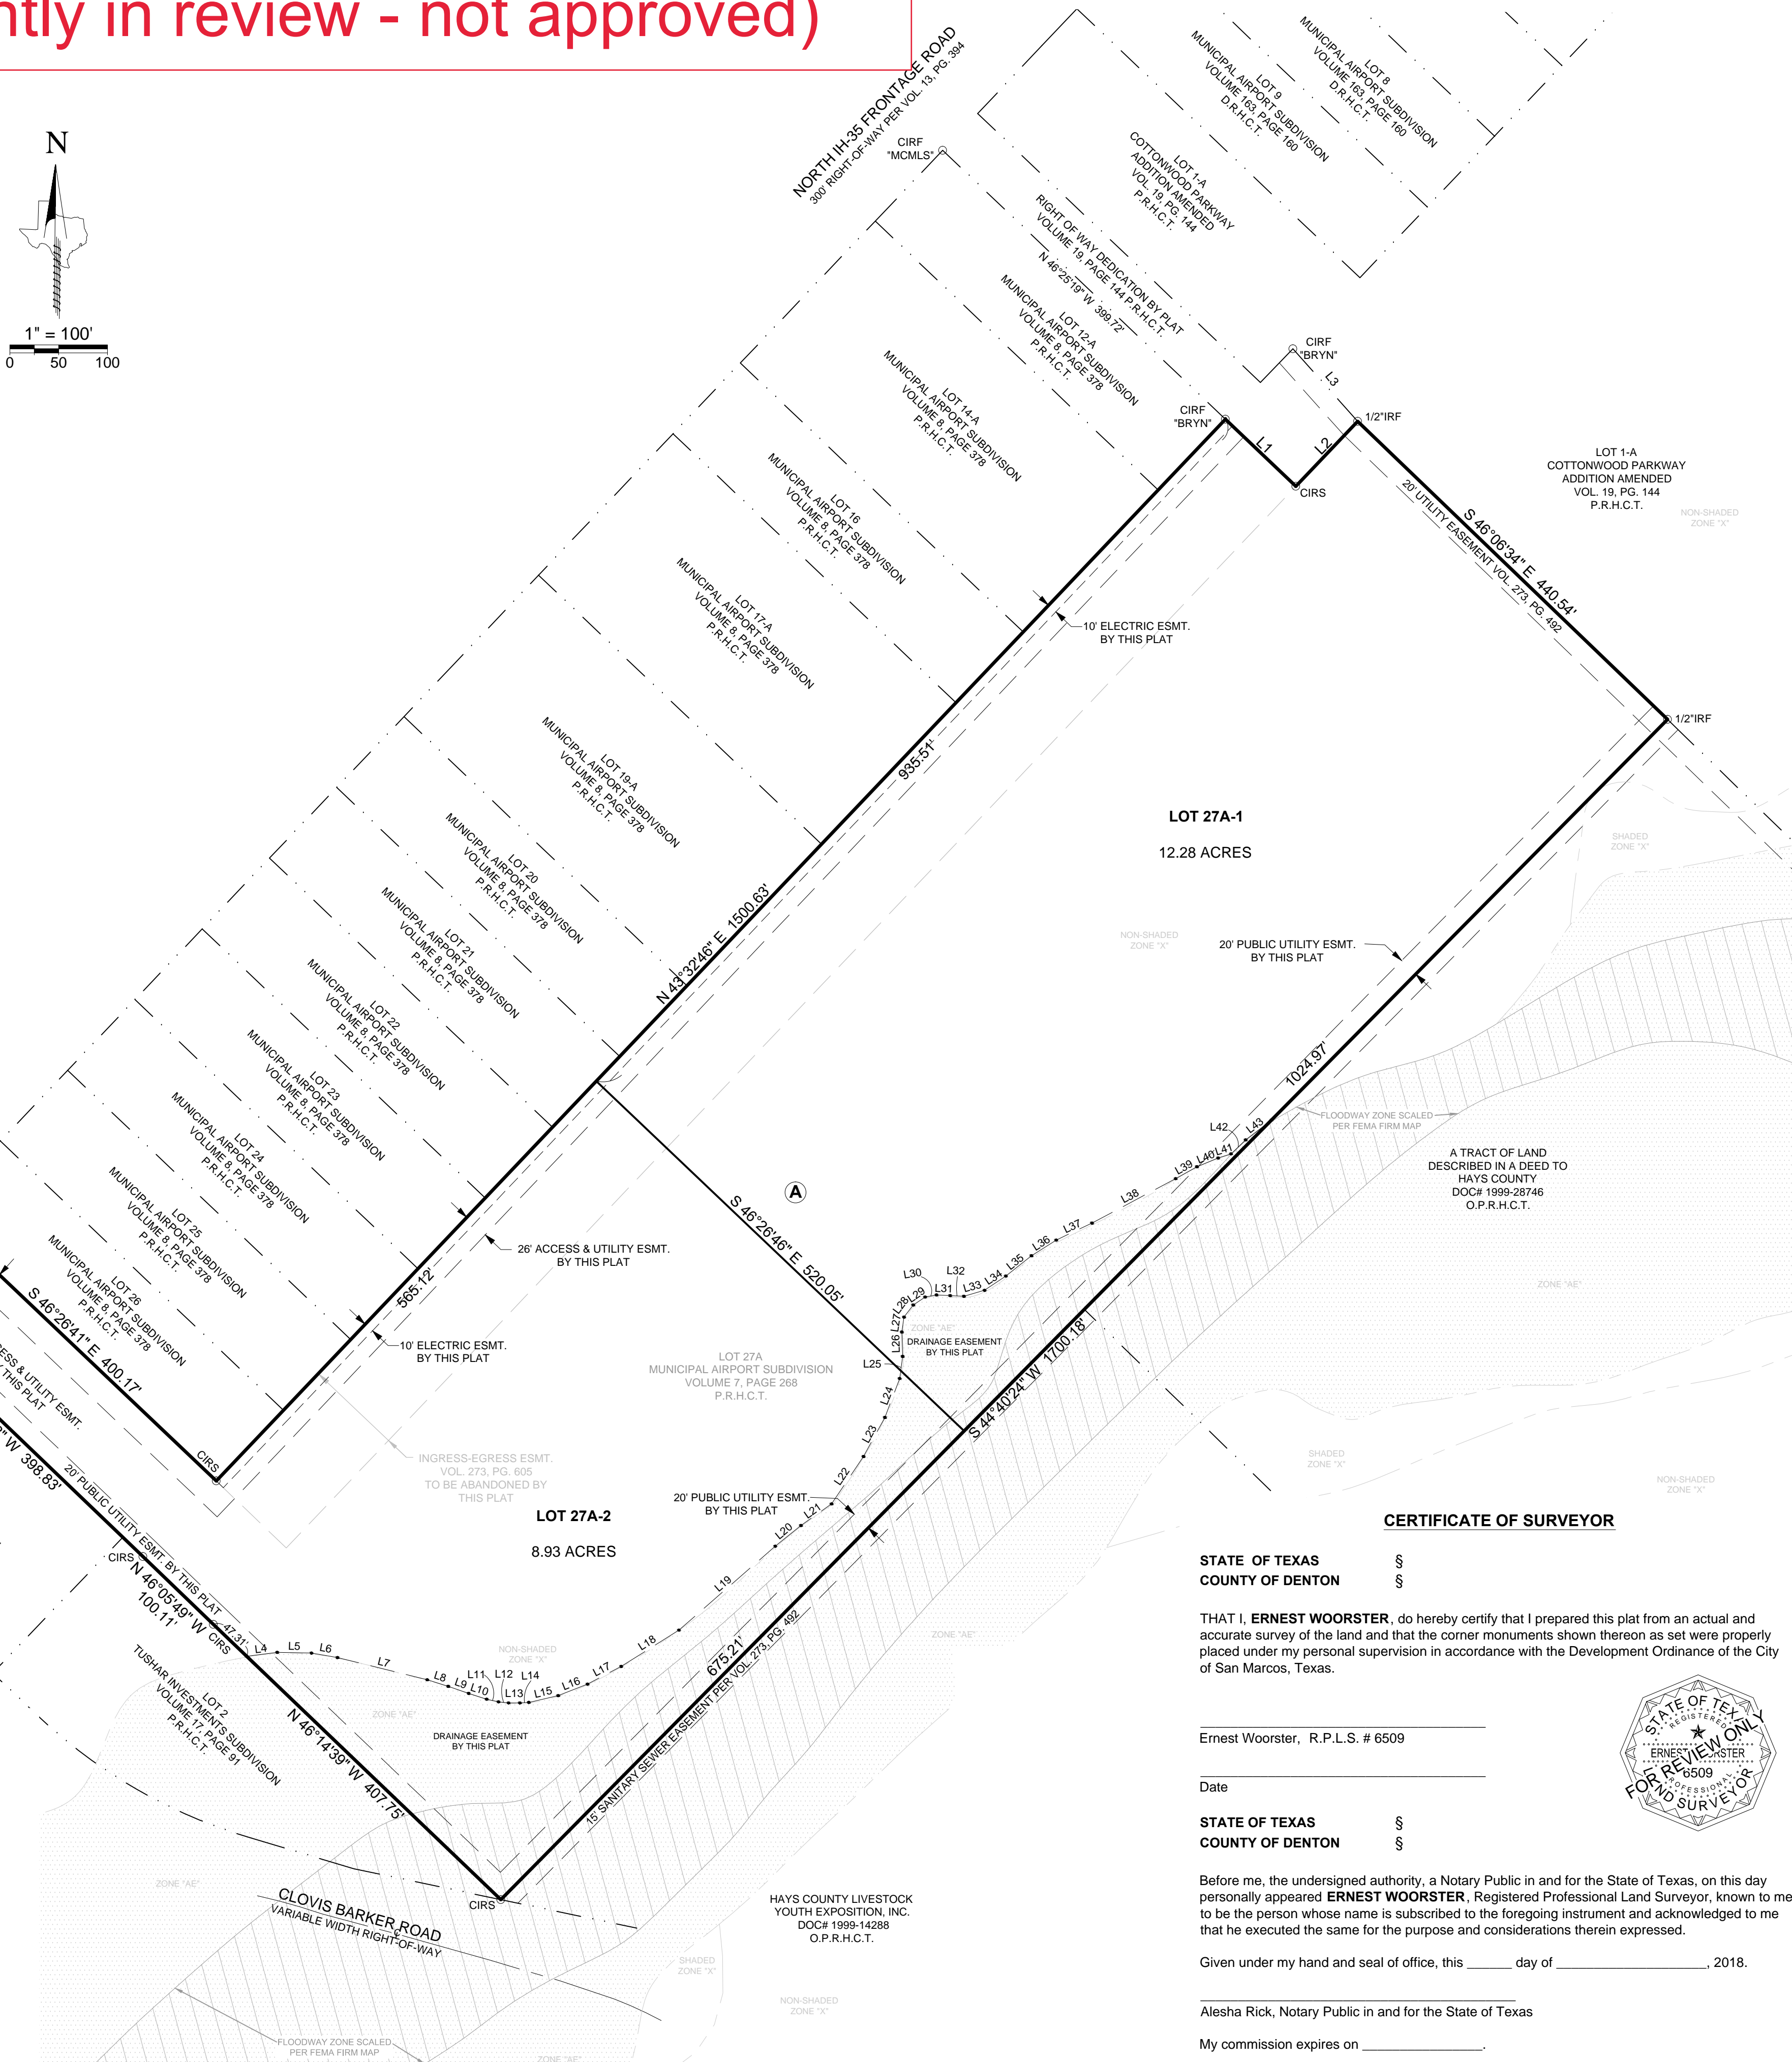 ntly in review - not approved)
N
1" = 100'
0 50 100
NORTH IH-35 FRONTAGE ROAD
300' RIGHT-OF-WAY PER VOL. 13, PG. 394
CIRF
"MCMLS"
LOT 8
MUNICIPAL AIRPORT SUBDIVISION
VOLUME 163, PAGE 160
D.R.H.C.T.
LOT 9
MUNICIPAL AIRPORT SUBDIVISION
VOLUME 163, PAGE 160
D.R.H.C.T.
LOT 1-A
COTTONWOOD PARKWAY
ADDITION AMENDED
VOL. 19, PG. 144
P.R.H.C.T.
RIGHT OF WAY DEDICATION BY PLAT
VOLUME 19, PAGE 144 P.R.H.C.T.
N 46°25'19" W 399.72'
LOT 12-A
MUNICIPAL AIRPORT SUBDIVISION
VOLUME 8, PAGE 378
P.R.H.C.T.
CIRF
"BRYN"
L3
CIRF
"BRYN"
1/2"IRF
L1
L2
CIRS
LOT 1-A
COTTONWOOD PARKWAY
ADDITION AMENDED
VOL. 19, PG. 144
P.R.H.C.T.
NON-SHADED
ZONE "X"
S 46°06'34" E 440.54'
20' UTILITY EASEMENT VOL. 273, PG. 492
1/2"IRF
LOT 14-A
MUNICIPAL AIRPORT SUBDIVISION
VOLUME 8, PAGE 378
P.R.H.C.T.
LOT 16
MUNICIPAL AIRPORT SUBDIVISION
VOLUME 8, PAGE 378
P.R.H.C.T.
LOT 17-A
MUNICIPAL AIRPORT SUBDIVISION
VOLUME 8, PAGE 378
P.R.H.C.T.
10' ELECTRIC ESMT.
BY THIS PLAT
LOT 19-A
MUNICIPAL AIRPORT SUBDIVISION
VOLUME 8, PAGE 378
P.R.H.C.T.
935.51'
LOT 27A-1
12.28 ACRES
SHADED
ZONE "X"
LOT 20
MUNICIPAL AIRPORT SUBDIVISION
VOLUME 8, PAGE 378
P.R.H.C.T.
N 43°32'46" E 1500.63'
NON-SHADED
ZONE "X"
20' PUBLIC UTILITY ESMT.
BY THIS PLAT
LOT 21
MUNICIPAL AIRPORT SUBDIVISION
VOLUME 8, PAGE 378
P.R.H.C.T.
LOT 22
MUNICIPAL AIRPORT SUBDIVISION
VOLUME 8, PAGE 378
P.R.H.C.T.
LOT 23
MUNICIPAL AIRPORT SUBDIVISION
VOLUME 8, PAGE 378
P.R.H.C.T.
1024.97'
FLOODWAY ZONE SCALED
PER FEMA FIRM MAP
A TRACT OF LAND
DESCRIBED IN A DEED TO
HAYS COUNTY
DOC# 1999-28746
O.P.R.H.C.T.
LOT 24
MUNICIPAL AIRPORT SUBDIVISION
VOLUME 8, PAGE 378
P.R.H.C.T.
LOT 25
MUNICIPAL AIRPORT SUBDIVISION
VOLUME 8, PAGE 378
P.R.H.C.T.
LOT 26
MUNICIPAL AIRPORT SUBDIVISION
VOLUME 8, PAGE 378
P.R.H.C.T.
A
S 46°26'46" E 520.05'
26' ACCESS & UTILITY ESMT.
BY THIS PLAT
565.12'
10' ELECTRIC ESMT.
BY THIS PLAT
L43
L42
L41
L40
L39
L38
L37
L36
L35
L34
L33
L32
L31
L30
L29
L28
L27
L26
L25
L24
L23
L22
L21
L20
L19
L18
L17
L16
L15
L14
L13
L12
L11
L10
L9
L8
L7
L6
L5
L4
ZONE "AE"
DRAINAGE EASEMENT
BY THIS PLAT
ZONE "AE"
S 44°40'24" W 1700.18'
LOT 27A
MUNICIPAL AIRPORT SUBDIVISION
VOLUME 7, PAGE 268
P.R.H.C.T.
S 46°26'41" E 400.17'
ESS & UTILITY ESMT.
THIS PLAT
" W 398.83'
CIRS
20' PUBLIC UTILITY ESMT. BY THIS PLAT
INGRESS-EGRESS ESMT.
VOL. 273, PG. 605
TO BE ABANDONED BY
THIS PLAT
LOT 27A-2
8.93 ACRES
20' PUBLIC UTILITY ESMT.
BY THIS PLAT
SHADED
ZONE "X"
NON-SHADED
ZONE "X"
CIRS
N 46°05'49" W
100.11'
CIRS
47.31'
NON-SHADED
ZONE "X"
ZONE "AE"
675.21'
15' SANITARY SEWER EASEMENT PER VOL. 273, PG. 492
LOT 2
TUSHAR INVESTMENTS SUBDIVISION
VOLUME 17, PAGE 91
P.R.H.C.T.
ZONE "AE"
DRAINAGE EASEMENT
BY THIS PLAT
N 46°14'39" W 407.75'
ZONE "AE"
CIRS
CLOVIS BARKER ROAD
VARIABLE WIDTH RIGHT-OF-WAY
HAYS COUNTY LIVESTOCK
YOUTH EXPOSITION, INC.
DOC# 1999-14288
O.P.R.H.C.T.
SHADED
ZONE "X"
NON-SHADED
ZONE "X"
FLOODWAY ZONE SCALED
PER FEMA FIRM MAP
ZONE "AE"
CERTIFICATE OF SURVEYOR
STATE OF TEXAS §
COUNTY OF DENTON §
THAT I, ERNEST WOORSTER, do hereby certify that I prepared this plat from an actual and
accurate survey of the land and that the corner monuments shown thereon as set were properly
placed under my personal supervision in accordance with the Development Ordinance of the City
of San Marcos, Texas.
Ernest Woorster, R.P.L.S. # 6509
Date
STATE OF TEXAS
REGISTERED
6509
PROFESSIONAL
LAND SURVEYOR
FOR REVIEW ONLY
STATE OF TEXAS §
COUNTY OF DENTON §
Before me, the undersigned authority, a Notary Public in and for the State of Texas, on this day
personally appeared ERNEST WOORSTER, Registered Professional Land Surveyor, known to me
to be the person whose name is subscribed to the foregoing instrument and acknowledged to me
that he executed the same for the purpose and considerations therein expressed.
Given under my hand and seal of office, this ______ day of ____________________, 2018.
Alesha Rick, Notary Public in and for the State of Texas
My commission expires on ________________.